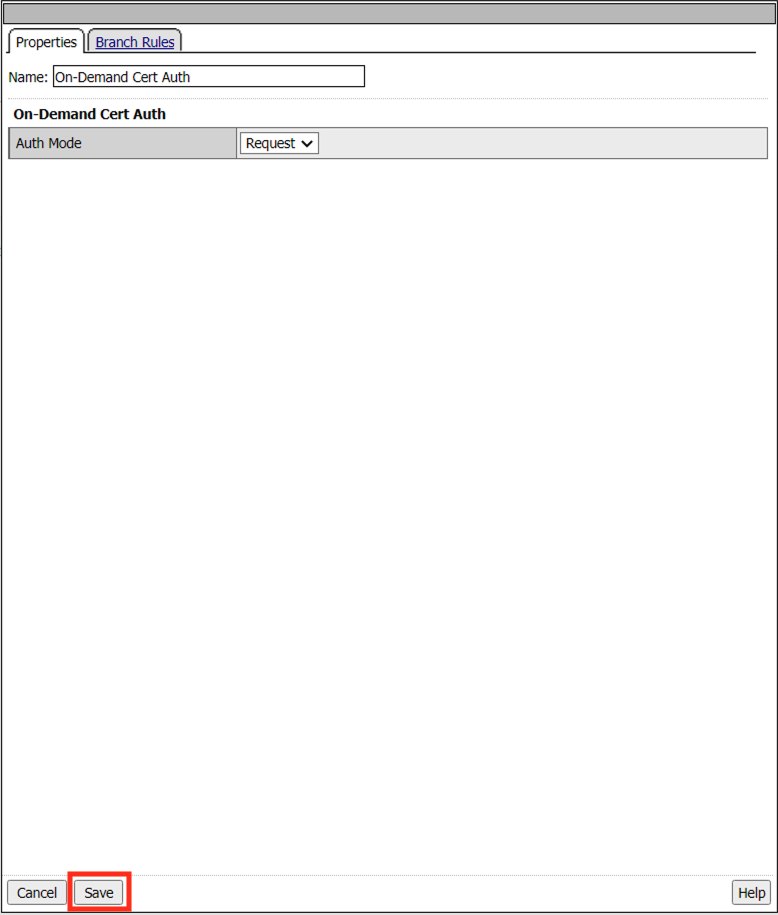 Properties Branch Rules
Name: On-Demand Cert Auth
On-Demand Cert Auth
Auth Mode Request
Cancel Save Help